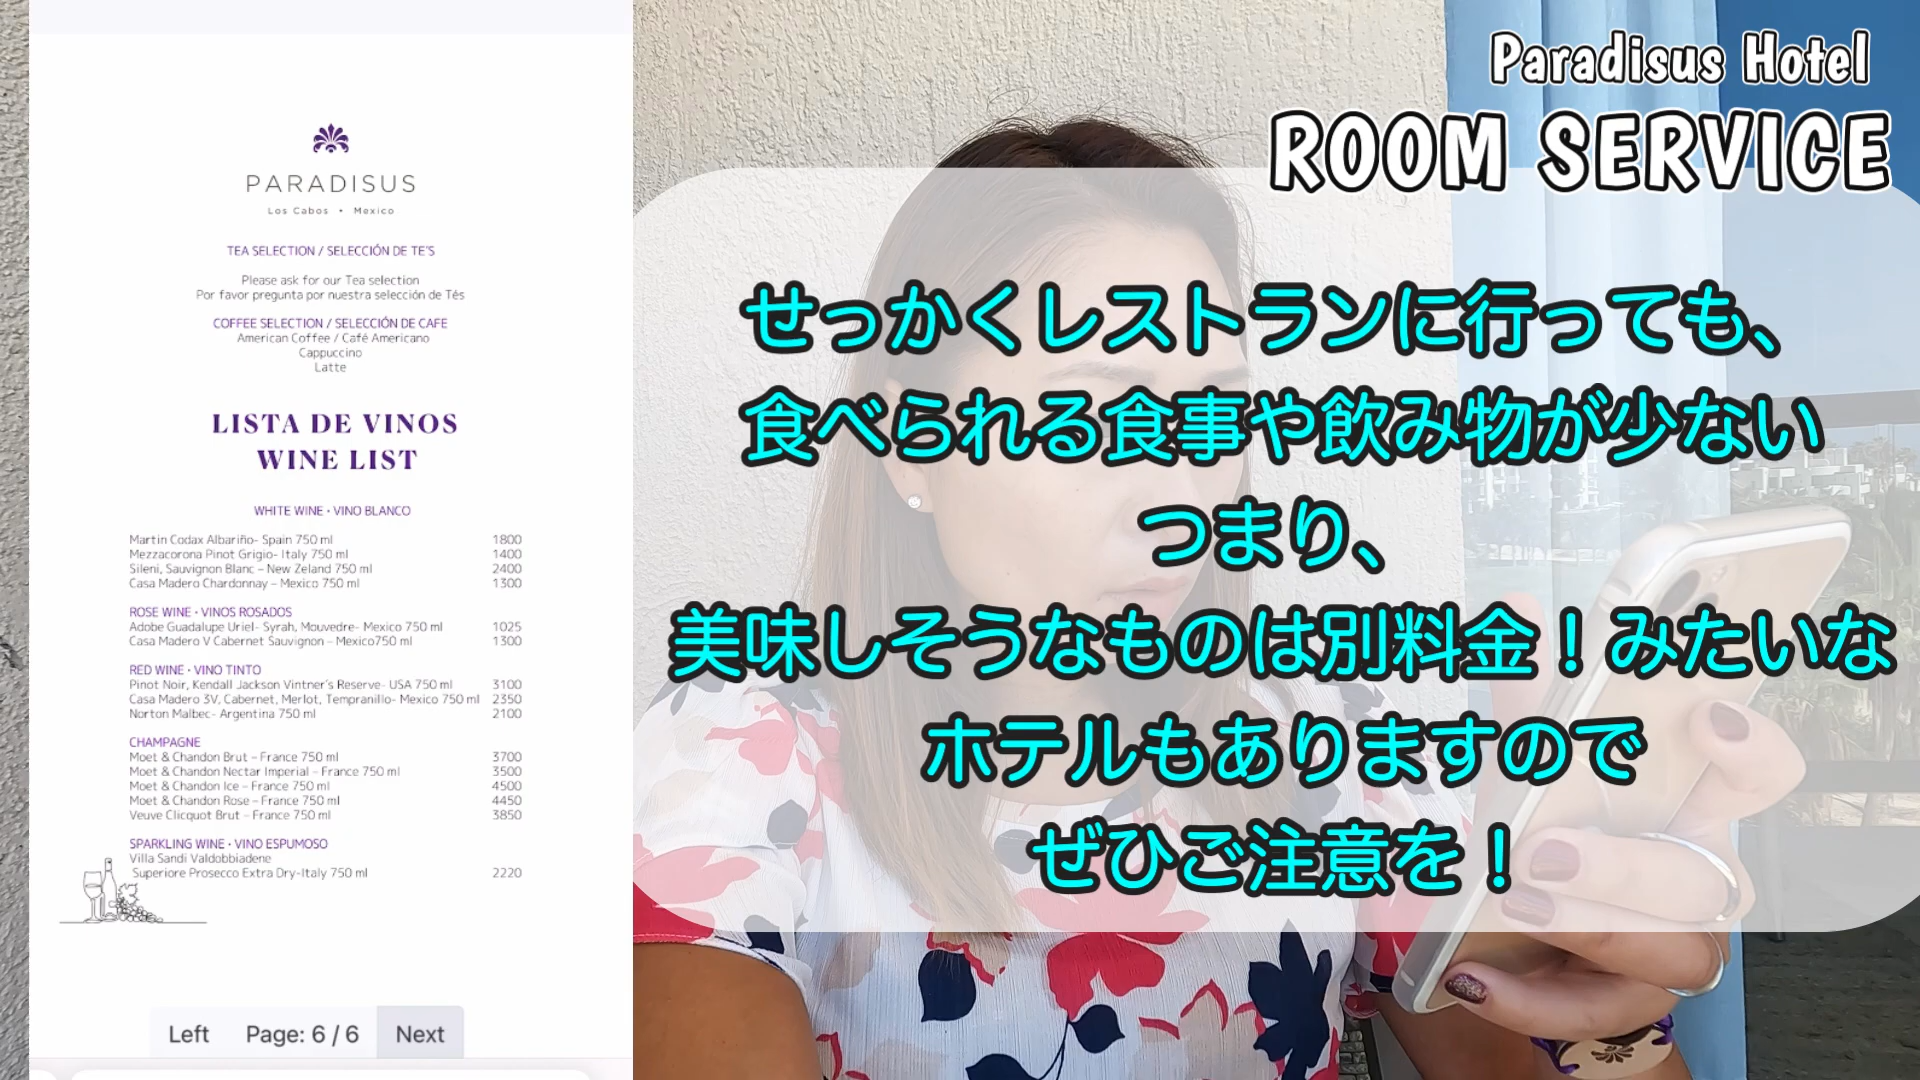 PARADISUS
Los Cabos • Mexico
TEA SELECTION / SELECCIÓN DE TE'S
Please ask for our Tea selection
Por favor pregunta por nuestra selección de Tés
COFFEE SELECTION / SELECCIÓN DE CAFE
American Coffee / Café Americano
Cappuccino
Latte
LISTA DE VINOS
WINE LIST
WHITE WINE • VINO BLANCO
Martin Codax Albariño- Spain 750 ml 1800
Mezzacorona Pinot Grigio- Italy 750 ml 1400
Sileni, Sauvignon Blanc – New Zeland 750 ml 2400
Casa Madero Chardonnay – Mexico 750 ml 1300
ROSE WINE • VINOS ROSADOS
Adobe Guadalupe Uriel- Syrah, Mouvedre- Mexico 750 ml 1025
Casa Madero V Cabernet Sauvignon – Mexico750 ml 1300
RED WINE • VINO TINTO
Pinot Noir, Kendall Jackson Vintner's Reserve- USA 750 ml 3100
Casa Madero 3V, Cabernet, Merlot, Tempranillo- Mexico 750 ml 2350
Norton Malbec- Argentina 750 ml 2100
CHAMPAGNE
Moet & Chandon Brut – France 750 ml 3700
Moet & Chandon Nectar Imperial – France 750 ml 3500
Moet & Chandon Ice – France 750 ml 4500
Moet & Chandon Rose – France 750 ml 4450
Veuve Clicquot Brut – France 750 ml 3850
SPARKLING WINE • VINO ESPUMOSO
Villa Sandi Valdobbiadene
Superiore Prosecco Extra Dry-Italy 750 ml 2220
Left Page: 6 / 6 Next
Paradisus Hotel
ROOM SERVICE
せっかくレストランに行っても、
食べられる食事や飲み物が少ない
つまり、
美味しそうなものは別料金！みたいな
ホテルもありますので
ぜひご注意を！